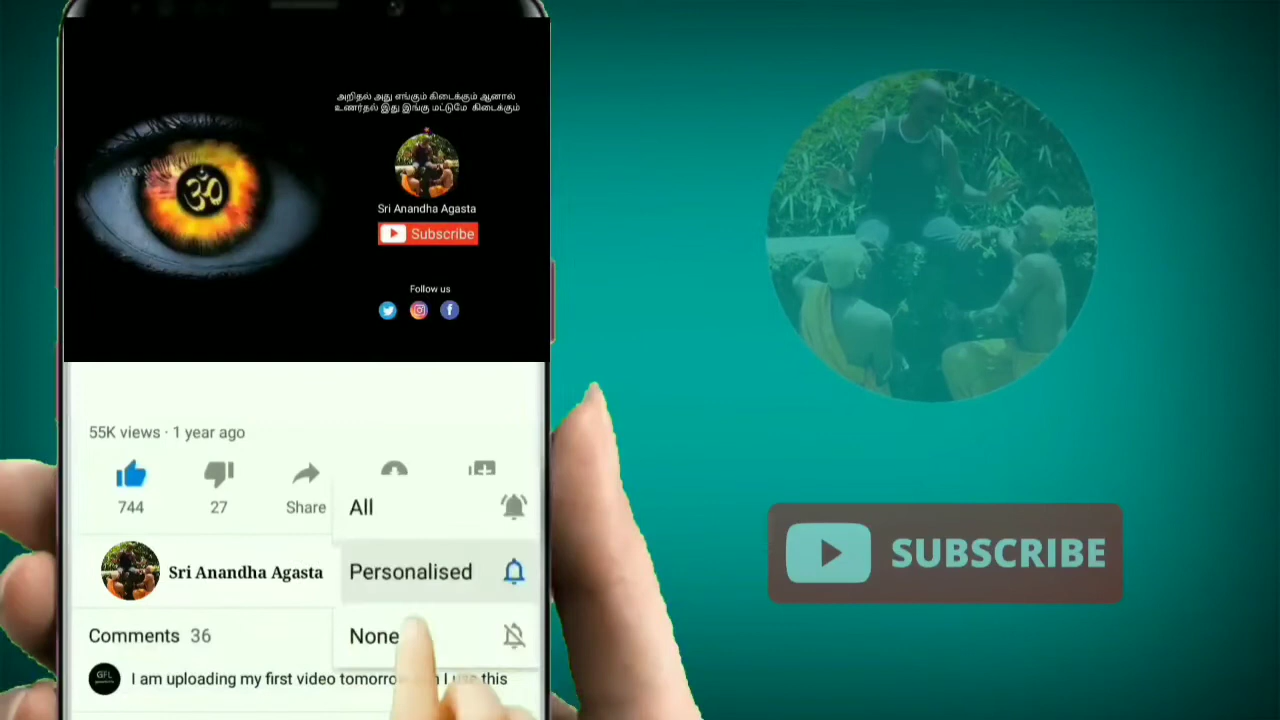 அறிதல் அது எங்கும் கிடைக்கும் ஆனால்
உணர்தல் இது இங்கு மட்டுமே கிடைக்கும்
ॐ
Sri Anandha Agasta
Subscribe
Follow us
55K views · 1 year ago
744
27
Share
All
Sri Anandha Agasta
Personalised
Comments 36
None
GFL
I am uploading my first video tomorro I this
SUBSCRIBE